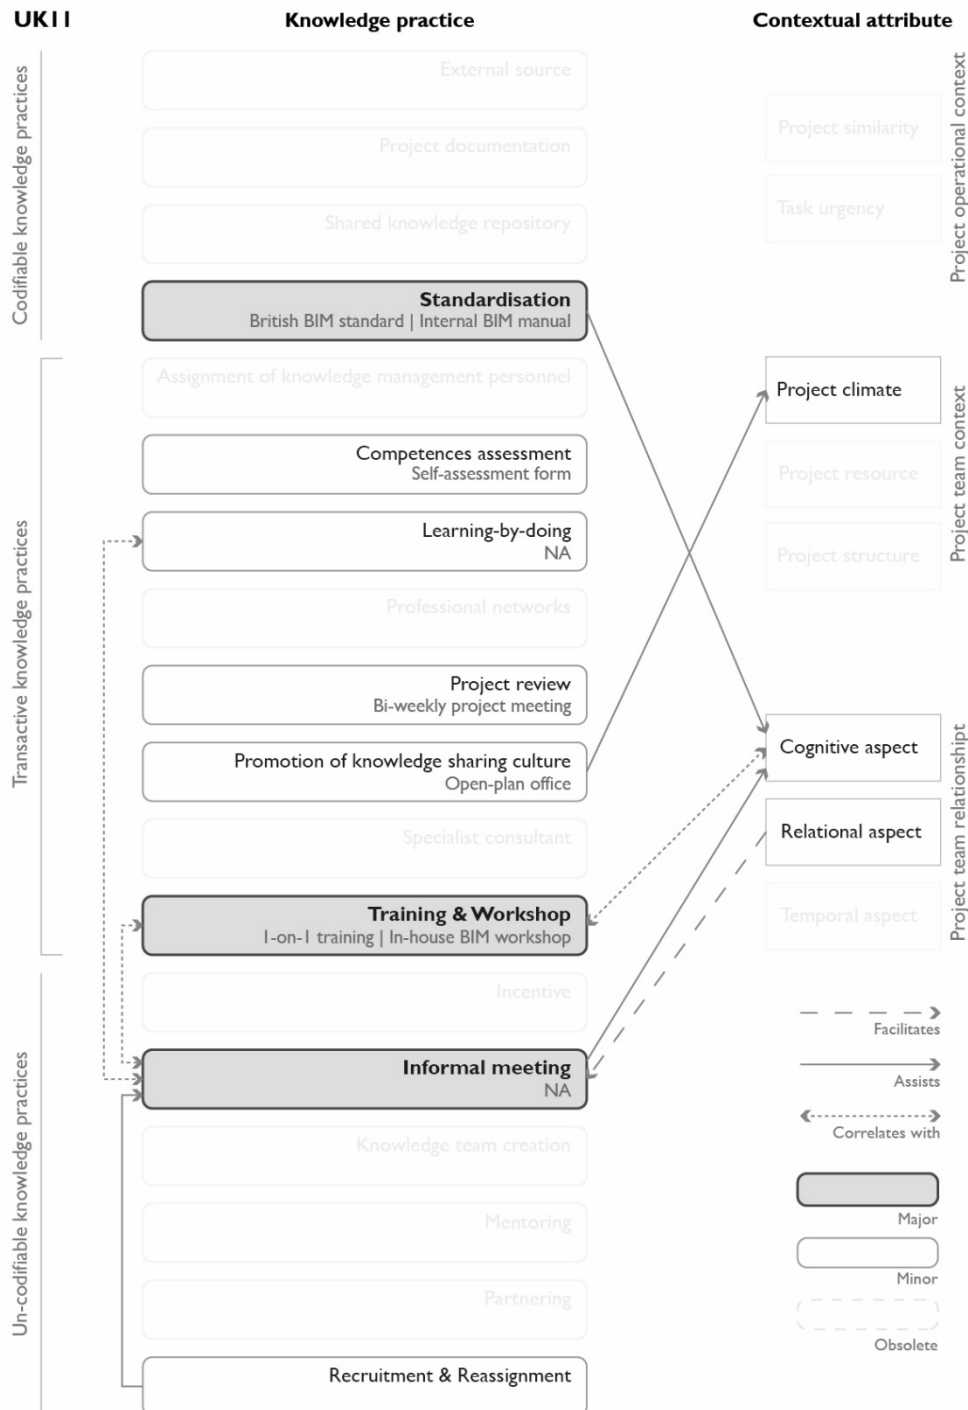 UK11
Knowledge practice
Contextual attribute
Codifiable knowledge practices
External source
Project documentation
Shared knowledge repository
Standardisation
British BIM standard | Internal BIM manual
Transactive knowledge practices
Assignment of knowledge management personnel
Competences assessment
Self-assessment form
Learning-by-doing
NA
Professional networks
Project review
Bi-weekly project meeting
Promotion of knowledge sharing culture
Open-plan office
Specialist consultant
Training & Workshop
1-on-1 training | In-house BIM workshop
Un-codifiable knowledge practices
Incentive
Informal meeting
NA
Knowledge team creation
Mentoring
Partnering
Recruitment & Reassignment
Project operational context
Project similarity
Task urgency
Project team context
Project climate
Project resource
Project structure
Project team relationshipt
Cognitive aspect
Relational aspect
Temporal aspect
Facilitates
Assists
Correlates with
Major
Minor
Obsolete